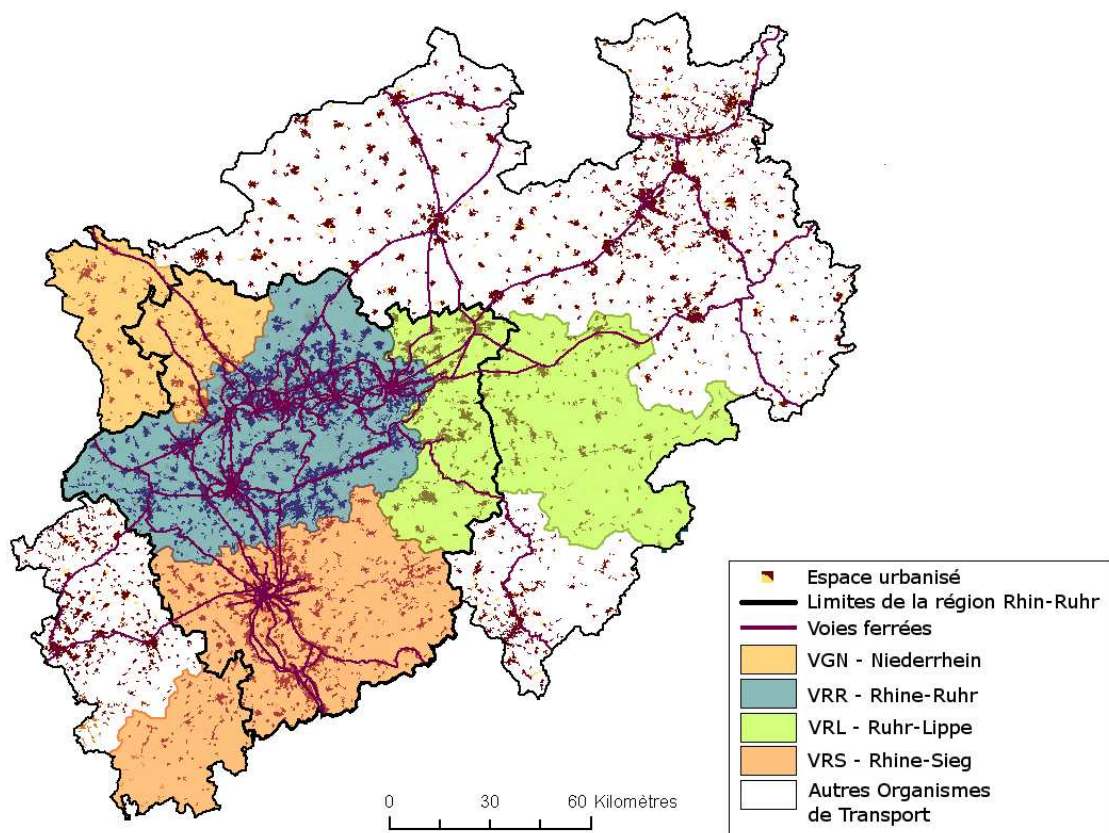 Espace urbanisé
Limites de la région Rhin-Ruhr
Voies ferrées
VGN - Niederrhein
VRR - Rhine-Ruhr
VRL - Ruhr-Lippe
VRS - Rhine-Sieg
Autres Organismes
de Transport
0 30 60 Kilomètres